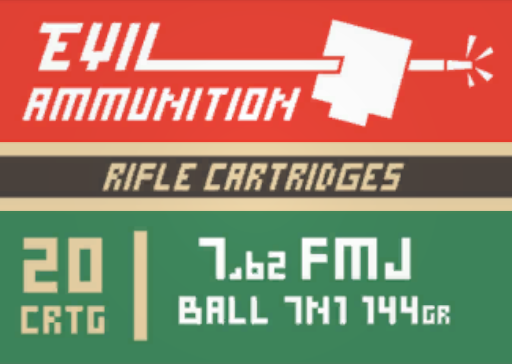 EVIL
AMMUNITION
RIFLE CARTRIDGES
20
CRTG
7.62 FMJ
BALL 7N1 144GR